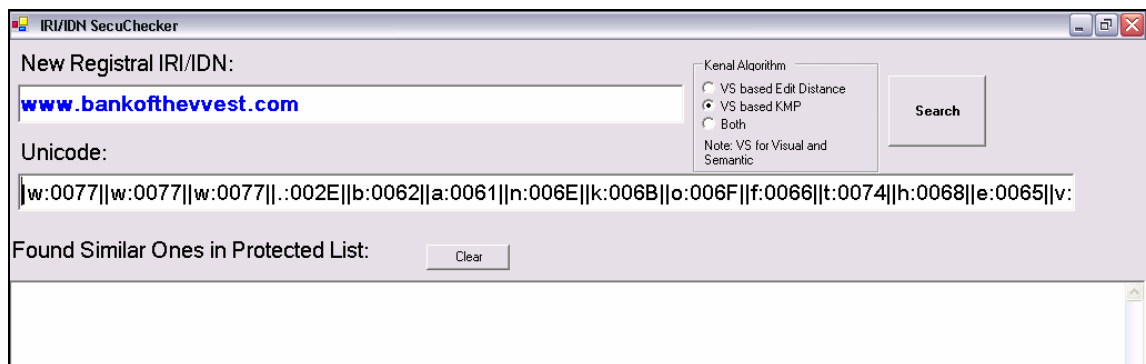 IRI/IDN SecuChecker
New Registral IRI/IDN:
www.bankofthevvest.com
Kenal Algorithm
VS based Edit Distance
VS based KMP
Both
Note: VS for Visual and
Semantic
Search
Unicode:
|w:0077||w:0077||w:0077||.:002E||b:0062||a:0061||n:006E||k:006B||o:006F||f:0066||t:0074||h:0068||e:0065||v:
Found Similar Ones in Protected List:
Clear